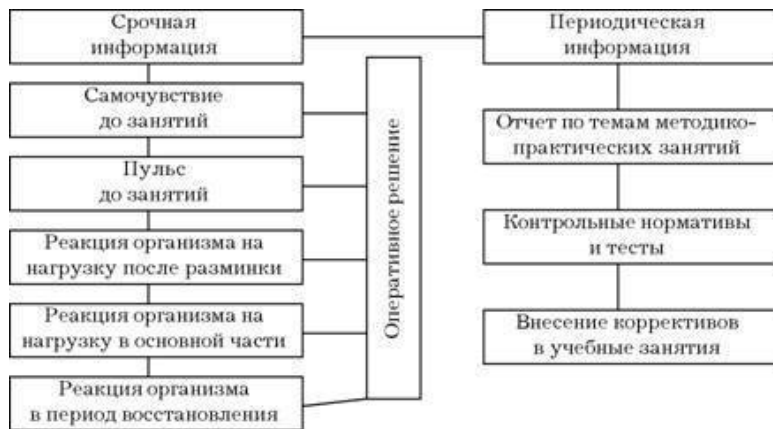 Срочная
информация
Самочувствие
до занятий
Пульс
до занятий
Реакция организма на
нагрузку после разминки
Реакция организма на
нагрузку в основной части
Реакция организма
в период восстановления
Оперативное решение
Периодическая
информация
Отчет по темам методико-
практических занятий
Контрольные нормативы
и тесты
Внесение коррективов
в учебные занятия